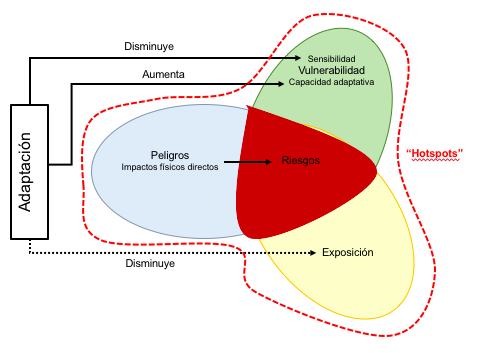 Disminuye
Sensibilidad
Vulnerabilidad
Capacidad adaptativa
Aumenta
Adaptación
Peligros
Impactos físicos directos
Riesgos
“Hotspots”
Exposición
Disminuye